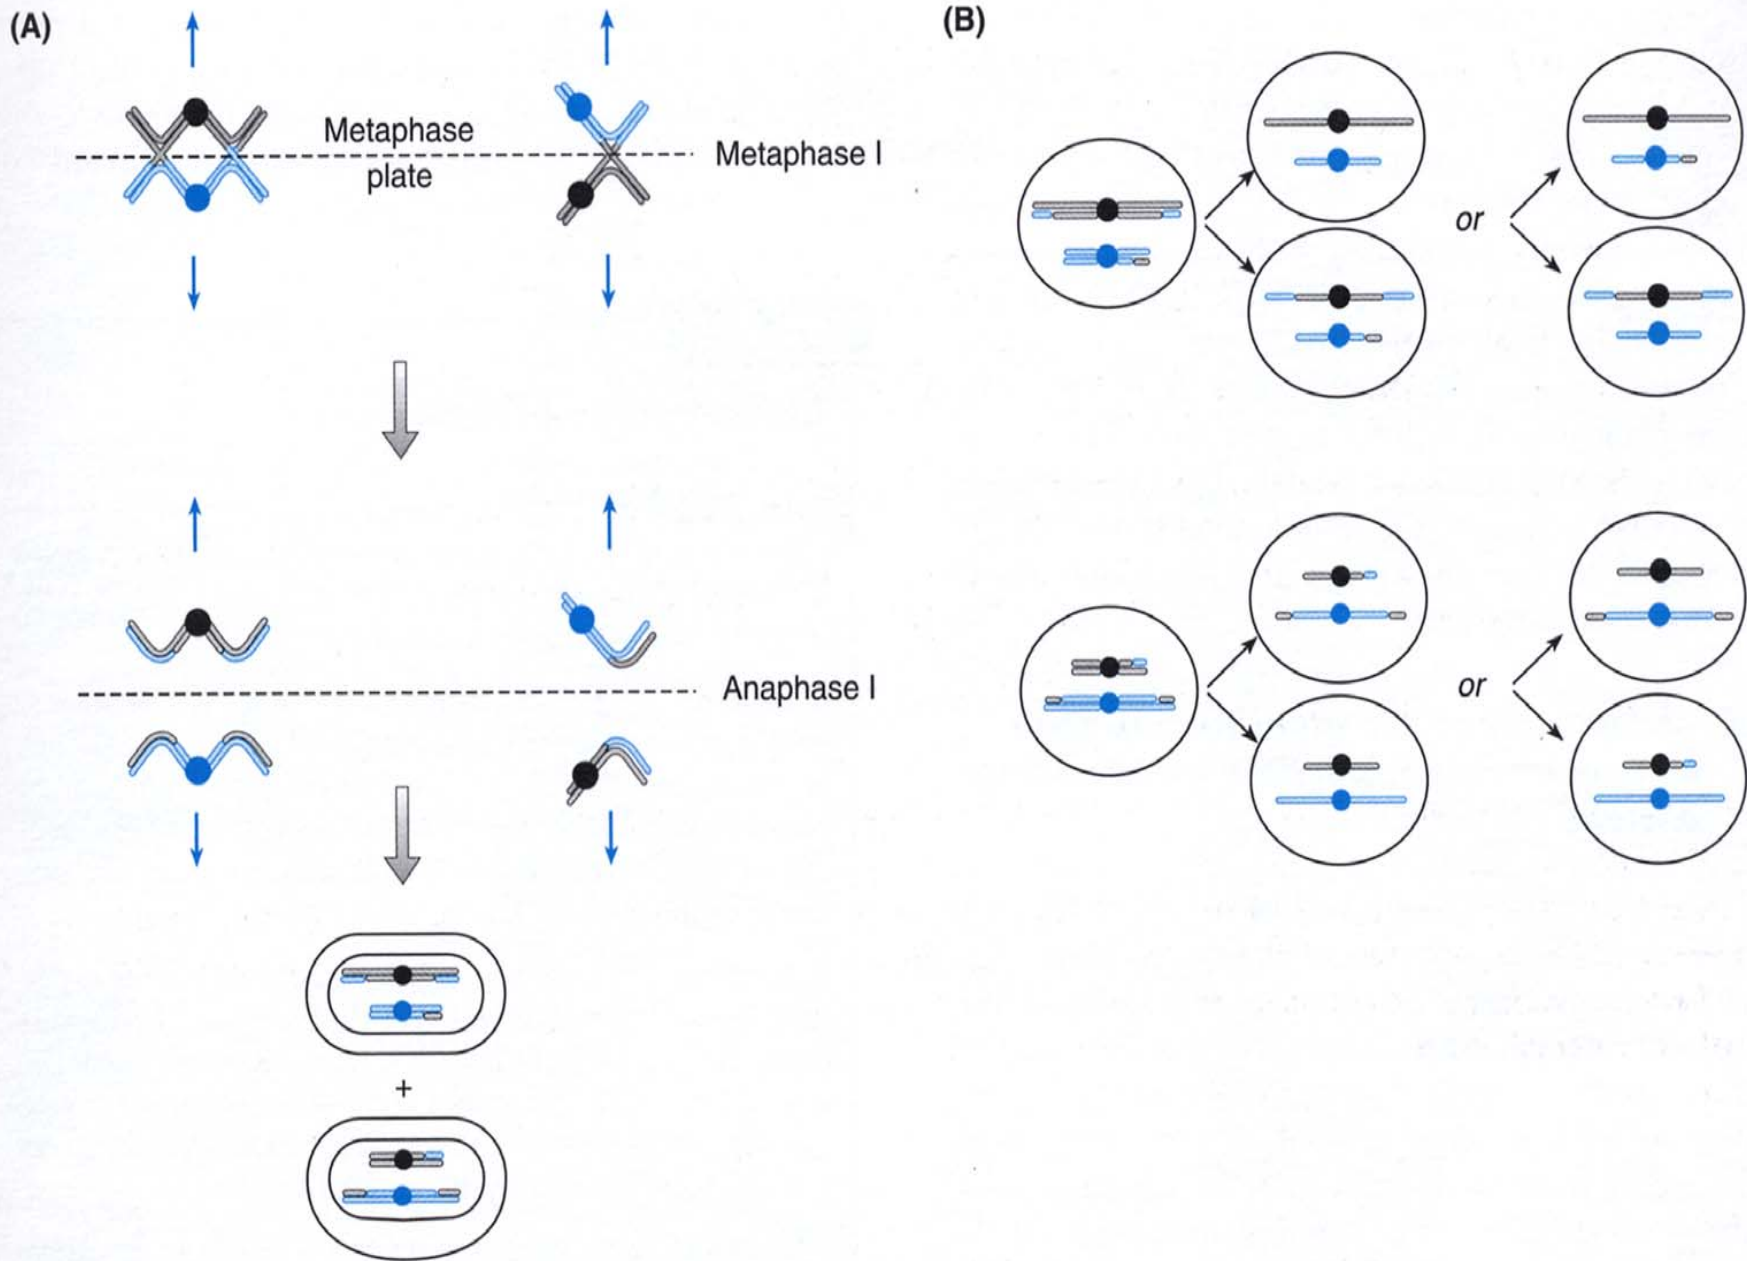 (A)
Metaphase
plate
Metaphase I
Anaphase I
+
(B)
or
or